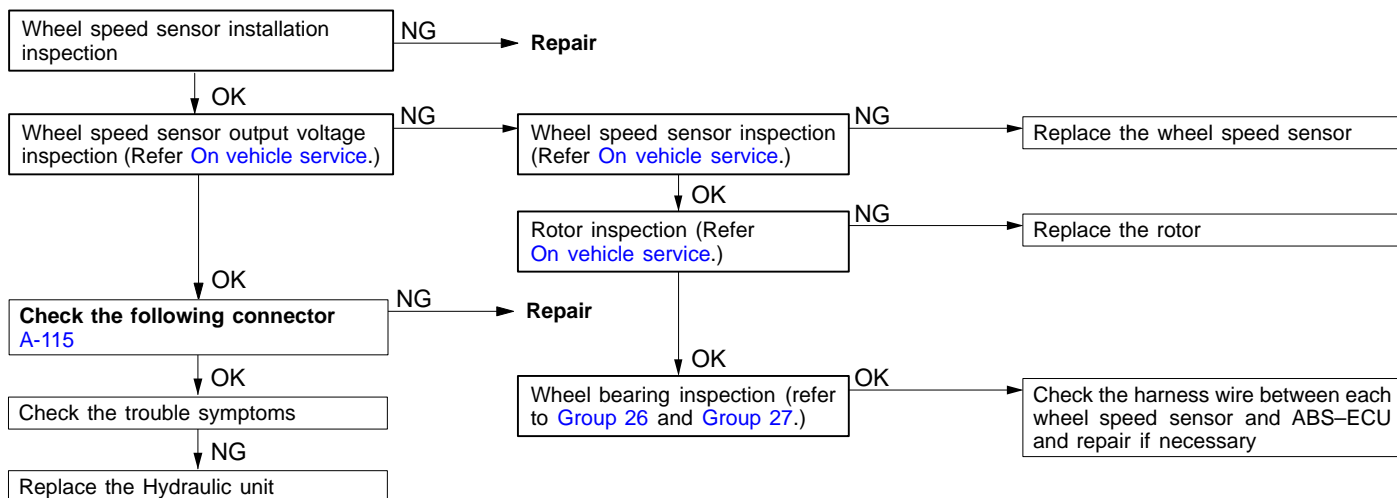 Wheel speed sensor installation
inspection
NG
Repair
OK
Wheel speed sensor output voltage
inspection (Refer On vehicle service.)
NG
Wheel speed sensor inspection
(Refer On vehicle service.)
NG
Replace the wheel speed sensor
OK
Rotor inspection (Refer
On vehicle service.)
NG
Replace the rotor
OK
Check the following connector
A-115
NG
Repair
OK
Check the trouble symptoms
NG
Replace the Hydraulic unit
OK
Wheel bearing inspection (refer
to Group 26 and Group 27.)
OK
Check the harness wire between each
wheel speed sensor and ABS–ECU
and repair if necessary